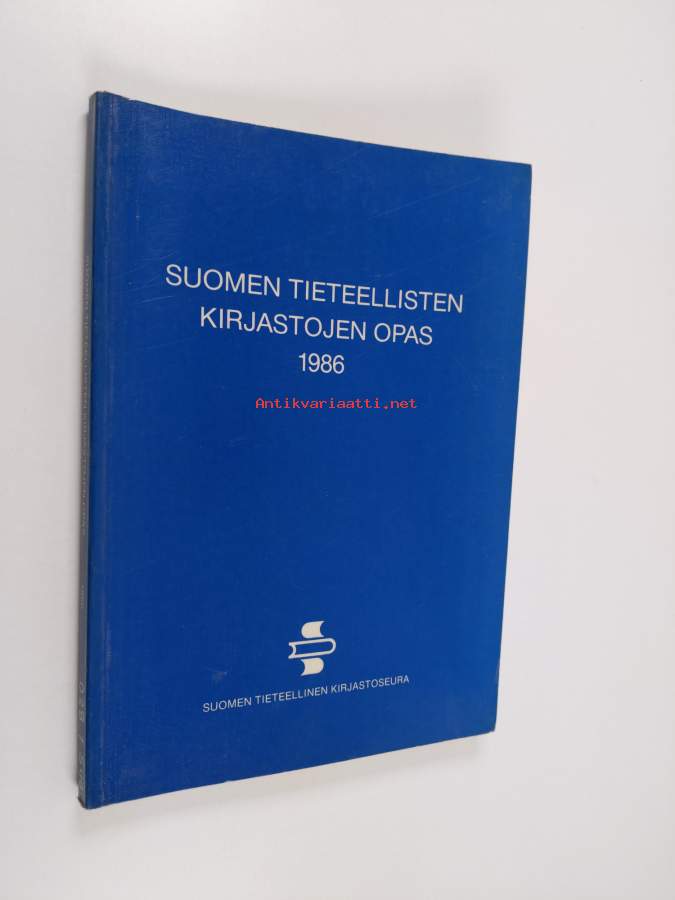 SUOMEN TIETEELLISTEN
KIRJASTOJEN OPAS
1986
Antikvariaatti.net
SUOMEN TIETEELLINEN KIRJASTOSEURA